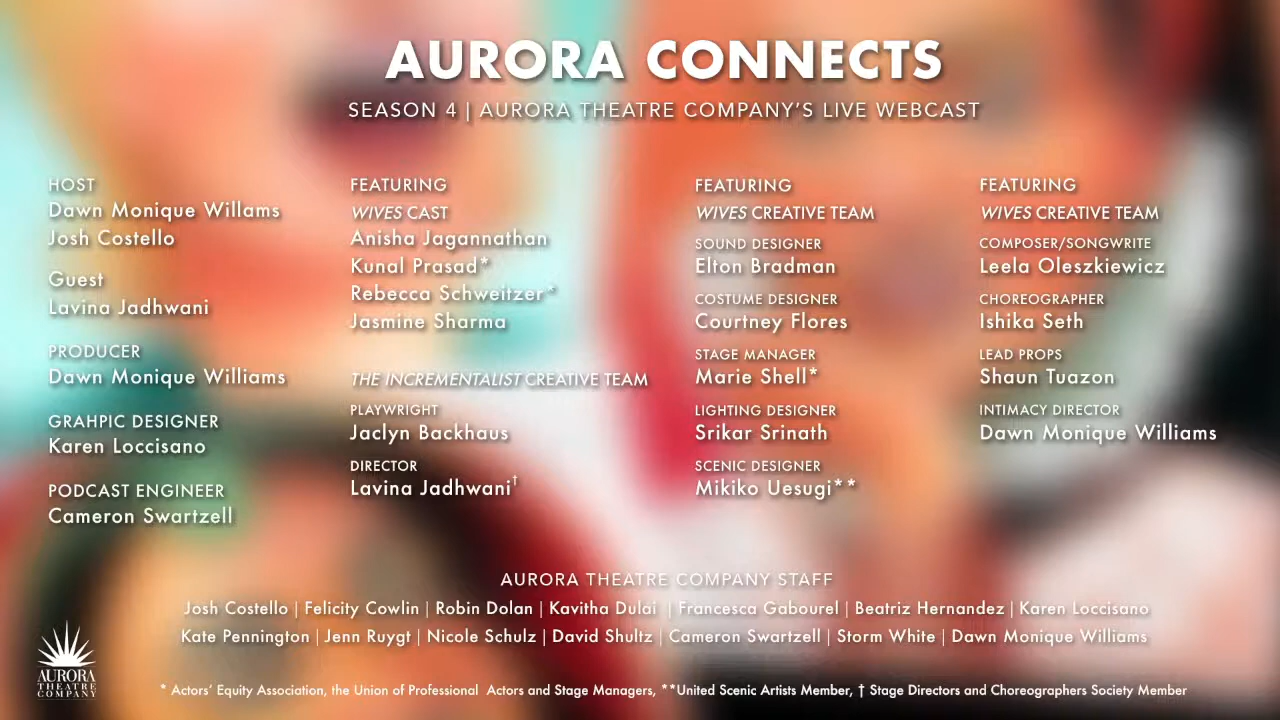 AURORA CONNECTS
SEASON 4 | AURORA THEATRE COMPANY'S LIVE WEBCAST
HOST
Dawn Monique Willams
Josh Costello
Guest
Lavina Jadhwani
PRODUCER
Dawn Monique Williams
GRAHPIC DESIGNER
Karen Loccisano
PODCAST ENGINEER
Cameron Swartzell
FEATURING
WIVES CAST
Anisha Jagannathan
Kunal Prasad*
Rebecca Schweitzer*
Jasmine Sharma
THE INCREMENTALIST CREATIVE TEAM
PLAYWRIGHT
Jaclyn Backhaus
DIRECTOR
Lavina Jadhwani†
FEATURING
WIVES CREATIVE TEAM
SOUND DESIGNER
Elton Bradman
COSTUME DESIGNER
Courtney Flores
STAGE MANAGER
Marie Shell*
LIGHTING DESIGNER
Srikar Srinath
SCENIC DESIGNER
Mikiko Uesugi**
FEATURING
WIVES CREATIVE TEAM
COMPOSER/SONGWRITE
Leela Oleszkiewicz
CHOREOGRAPHER
Ishika Seth
LEAD PROPS
Shaun Tuazon
INTIMACY DIRECTOR
Dawn Monique Williams
AURORA THEATRE COMPANY STAFF
Josh Costello | Felicity Cowlin | Robin Dolan | Kavitha Dulai | Francesca Gabourel | Beatriz Hernandez | Karen Loccisano
Kate Pennington | Jenn Ruygt | Nicole Schulz | David Shultz | Cameron Swartzell | Storm White | Dawn Monique Williams
AURORA
THEATRE
COMPANY
* Actors' Equity Association, the Union of Professional Actors and Stage Managers, **United Scenic Artists Member, † Stage Directors and Choreographers Society Member